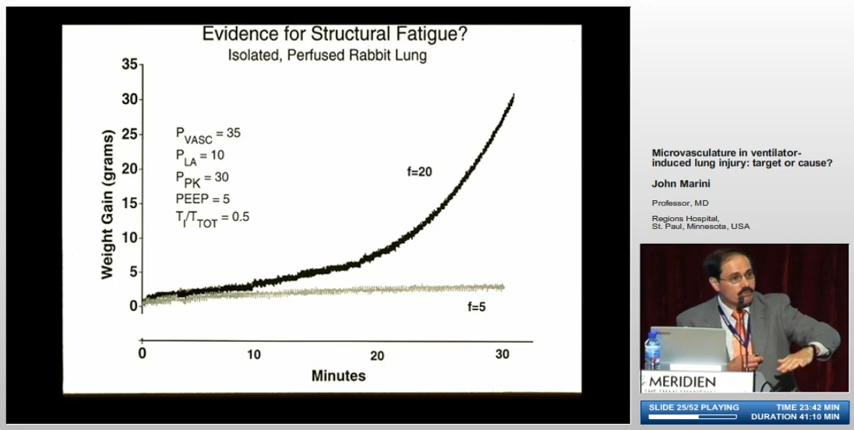 Evidence for Structural Fatigue?
Isolated, Perfused Rabbit Lung
35
30
25
20
15
10
5
0
Weight Gain (grams)
PVASC = 35
PLA = 10
PPK = 30
PEEP = 5
TI/TTOT = 0.5
f=20
f=5
0
10
20
30
Minutes
Microvasculature in ventilator-
induced lung injury: target or cause?
John Marini
Professor, MD
Regions Hospital,
St. Paul, Minnesota, USA
MERIDIEN
SLIDE 25/52 PLAYING
TIME 23:42 MIN
DURATION 41:10 MIN